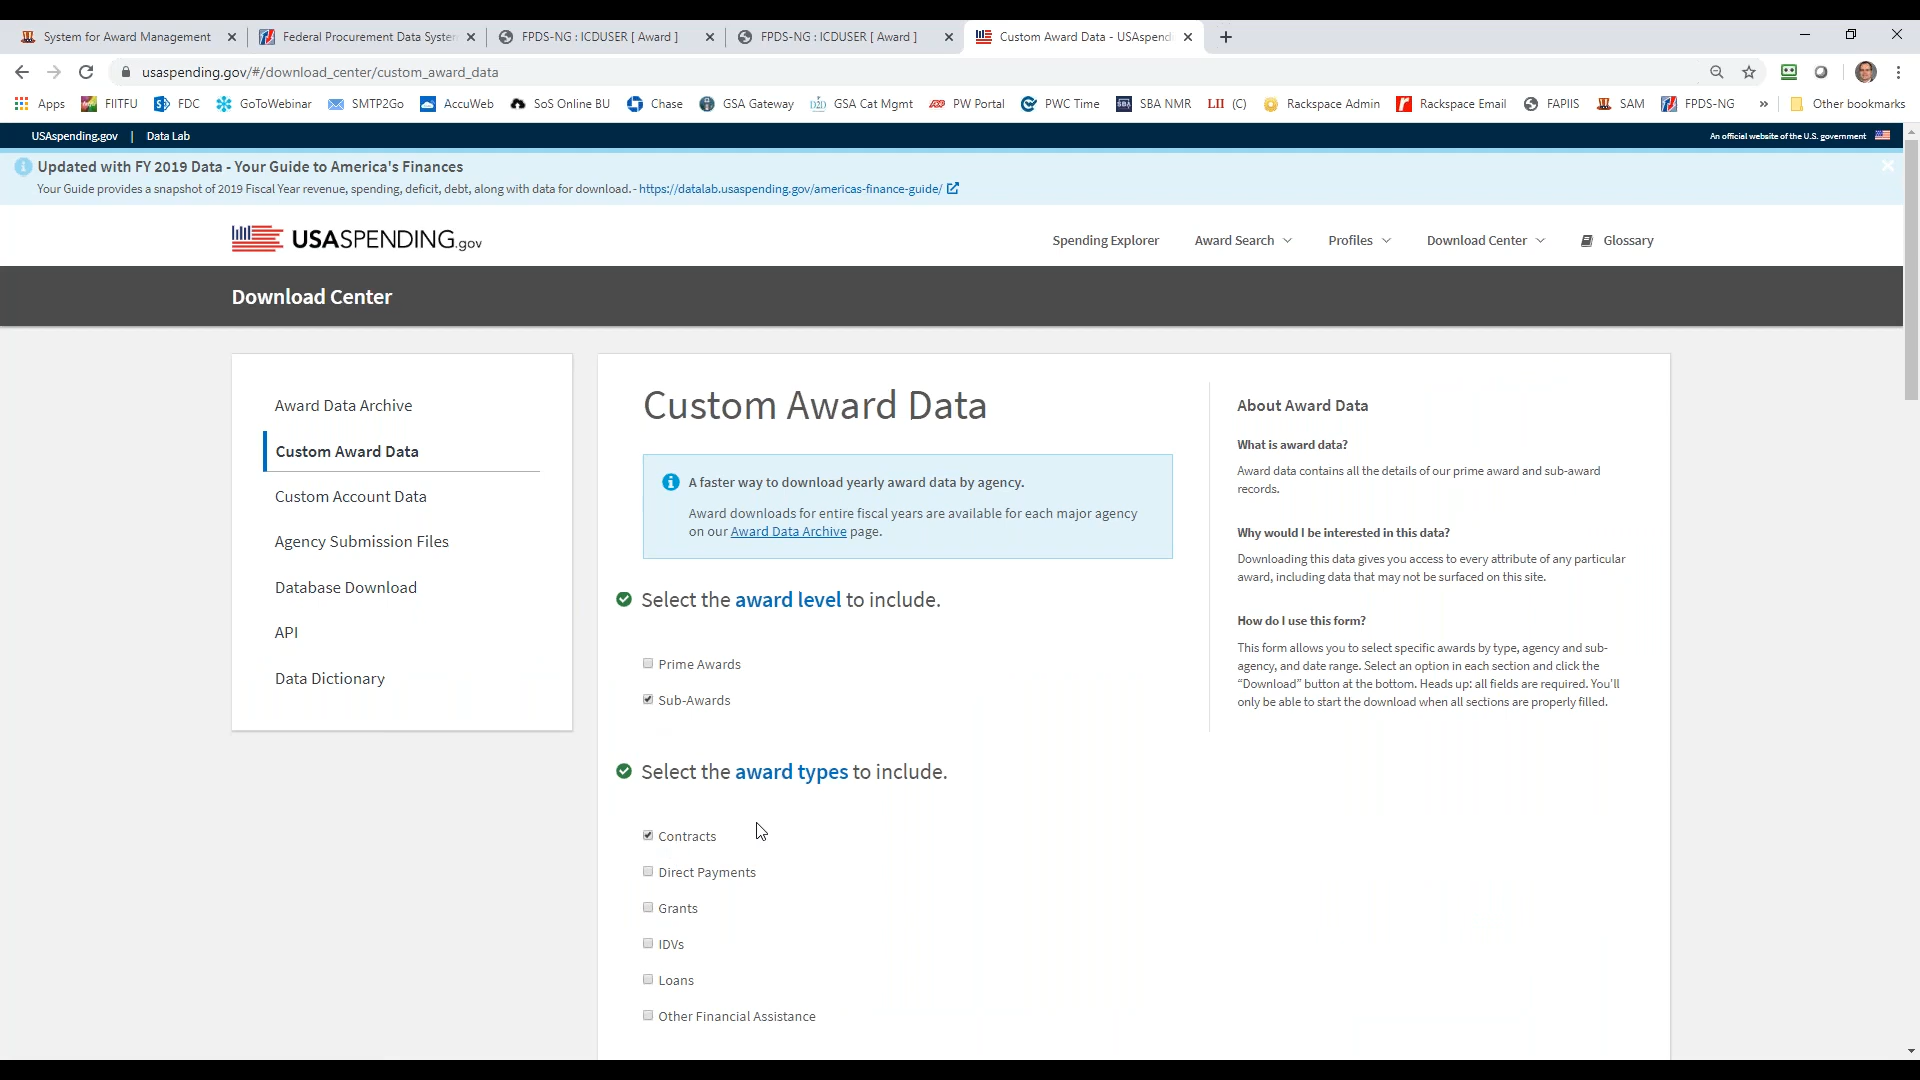 System for Award Management
Federal Procurement Data System
FPDS-NG : ICDUSER [ Award ]
FPDS-NG : ICDUSER [ Award ]
Custom Award Data - USAspend
usaspending.gov/#/download_center/custom_award_data
Apps FIITFU FDC GoToWebinar SMTP2Go AccuWeb SoS Online BU Chase GSA Gateway GSA Cat Mgmt PW Portal PWC Time SBA NMR LII (C) Rackspace Admin Rackspace Email FAPIIS SAM FPDS-NG » Other bookmarks
USAspending.gov | Data Lab
An official website of the U.S. government
Updated with FY 2019 Data - Your Guide to America's Finances
Your Guide provides a snapshot of 2019 Fiscal Year revenue, spending, deficit, debt, along with data for download. - https://datalab.usaspending.gov/americas-finance-guide/
USASPENDING.gov
Spending Explorer Award Search Profiles Download Center Glossary
Download Center
Award Data Archive
Custom Award Data
Custom Account Data
Agency Submission Files
Database Download
API
Data Dictionary
Custom Award Data
A faster way to download yearly award data by agency.
Award downloads for entire fiscal years are available for each major agency
on our Award Data Archive page.
Select the award level to include.
Prime Awards
Sub-Awards
Select the award types to include.
Contracts
Direct Payments
Grants
IDVs
Loans
Other Financial Assistance
About Award Data
What is award data?
Award data contains all the details of our prime award and sub-award
records.
Why would I be interested in this data?
Downloading this data gives you access to every attribute of any particular
award, including data that may not be surfaced on this site.
How do I use this form?
This form allows you to select specific awards by type, agency and sub-
agency, and date range. Select an option in each section and click the
“Download” button at the bottom. Heads up: all fields are required. You'll
only be able to start the download when all sections are properly filled.